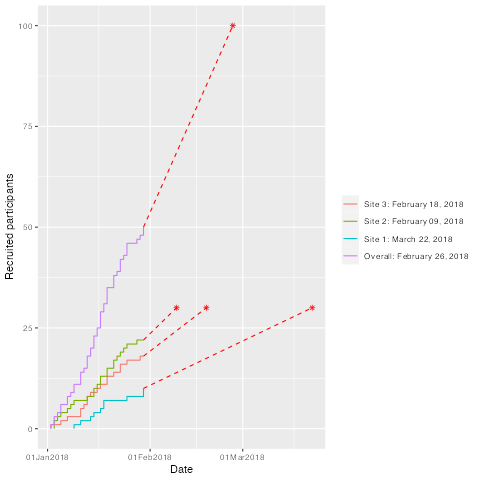 100
75
50
25
0
Recruited participants
01Jan2018 01Feb2018 01Mar2018
Date
Site 3: February 18, 2018
Site 2: February 09, 2018
Site 1: March 22, 2018
Overall: February 26, 2018